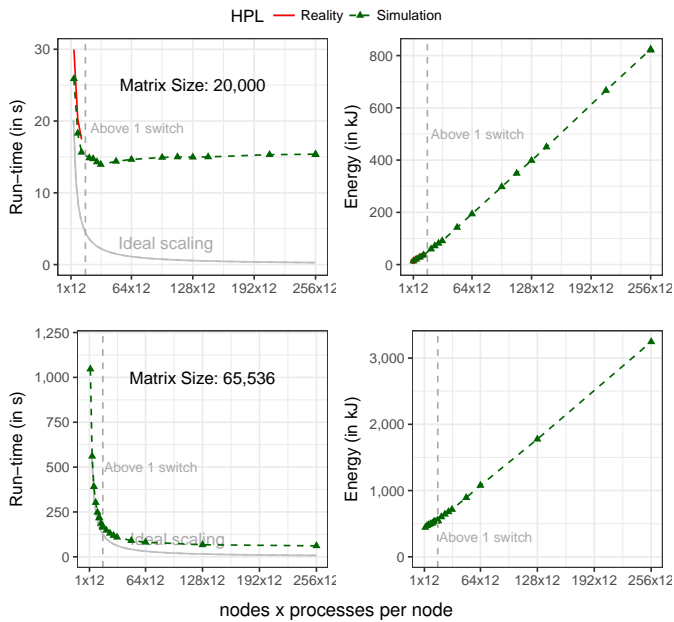 HPL Reality Simulation
Run−time (in s)
30
20
10
0
Matrix Size: 20,000
Above 1 switch
Ideal scaling
1x12 64x12 128x12 192x12 256x12
Energy (in kJ)
800
600
400
200
0
Above 1 switch
1x12 64x12 128x12 192x12 256x12
Run−time (in s)
1,250
1,000
750
500
250
0
Matrix Size: 65,536
Above 1 switch
Ideal scaling
1x12 64x12 128x12 192x12 256x12
Energy (in kJ)
3,000
2,000
1,000
0
Above 1 switch
1x12 64x12 128x12 192x12 256x12
nodes x processes per node